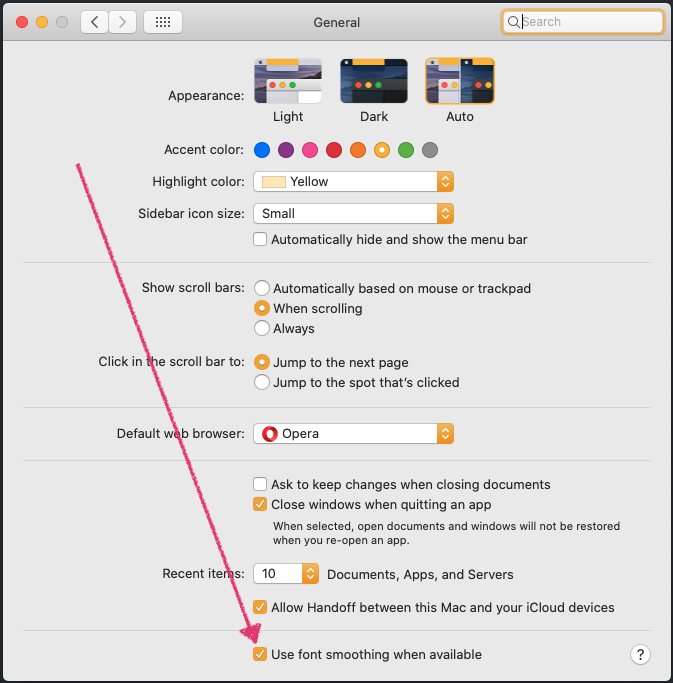 General
Search
Appearance:
Light Dark Auto
Accent color:
Highlight color: Yellow
Sidebar icon size: Small
Automatically hide and show the menu bar
Show scroll bars: Automatically based on mouse or trackpad
When scrolling
Always
Click in the scroll bar to: Jump to the next page
Jump to the spot that's clicked
Default web browser: Opera
Ask to keep changes when closing documents
Close windows when quitting an app
When selected, open documents and windows will not be restored
when you re-open an app.
Recent items: 10 Documents, Apps, and Servers
Allow Handoff between this Mac and your iCloud devices
Use font smoothing when available ?